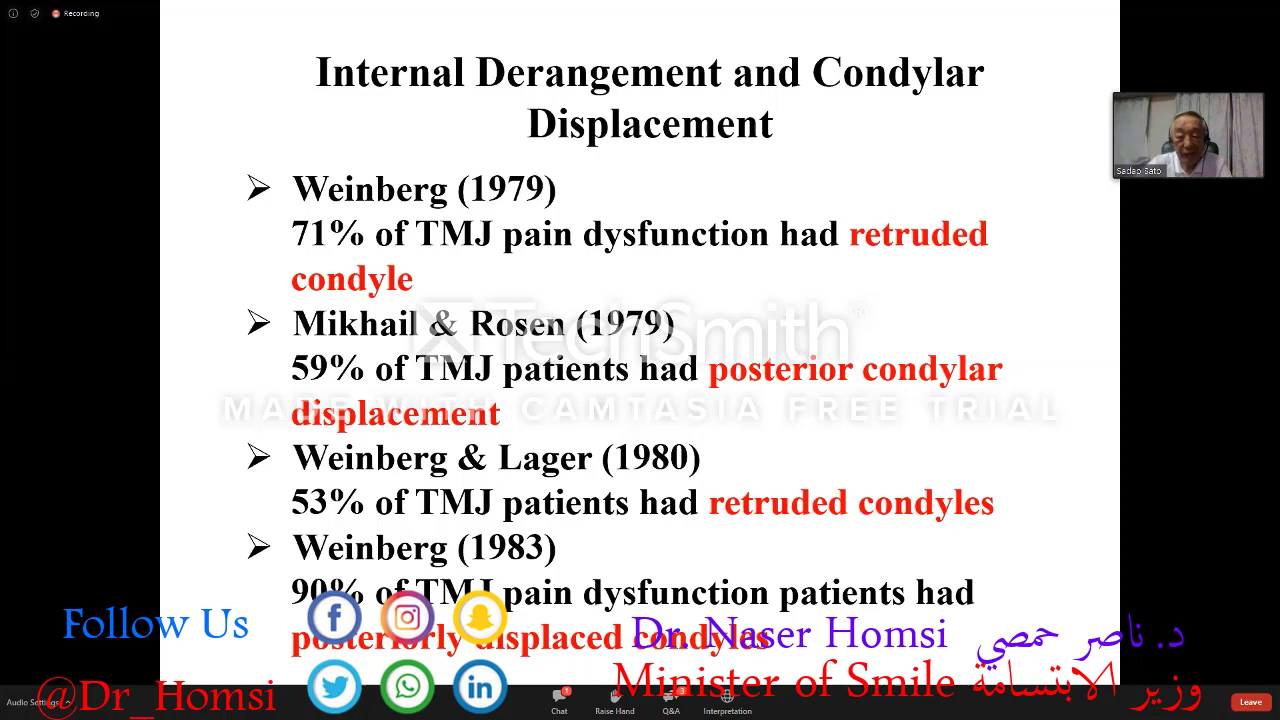 Recording
Internal Derangement and Condylar
Displacement
Weinberg (1979)
71% of TMJ pain dysfunction had retruded
condyle
Mikhail & Rosen (1979)
59% of TMJ patients had posterior condylar
displacement
Weinberg & Lager (1980)
53% of TMJ patients had retruded condyles
Weinberg (1983)
90% of TMJ pain dysfunction patients had
posteriorly displaced condyles
Sadao Sato
TechSmith®
MADE WITH CAMTASIA FREE TRIAL
Follow Us
@Dr_Homsi
Dr. Naser Homsi د. ناصر حمصي
Minister of Smile وزير الابتسامة
Audio Settings
1
Chat
Raise Hand
3
Q&A
Interpretation
Leave